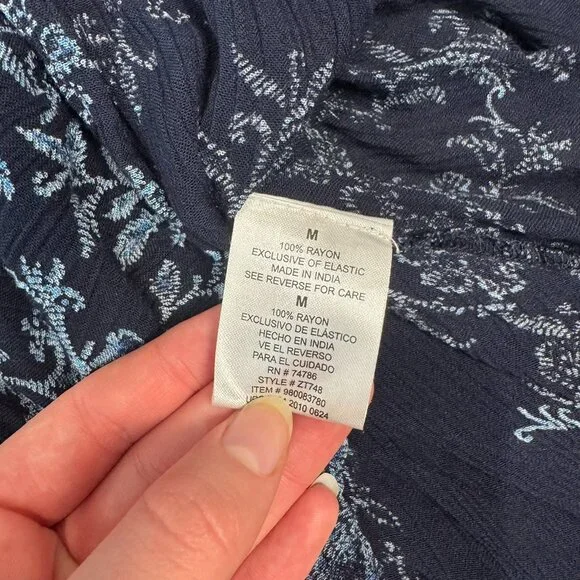 M
100% RAYON
EXCLUSIVE OF ELASTIC
MADE IN INDIA
SEE REVERSE FOR CARE
M
100% RAYON
EXCLUSIVO DE ELÁSTICO
HECHO EN INDIA
VE EL REVERSO
PARA EL CUIDADO
RN # 74786
STYLE # ZT748
ITEM # 980083780
2010 0624